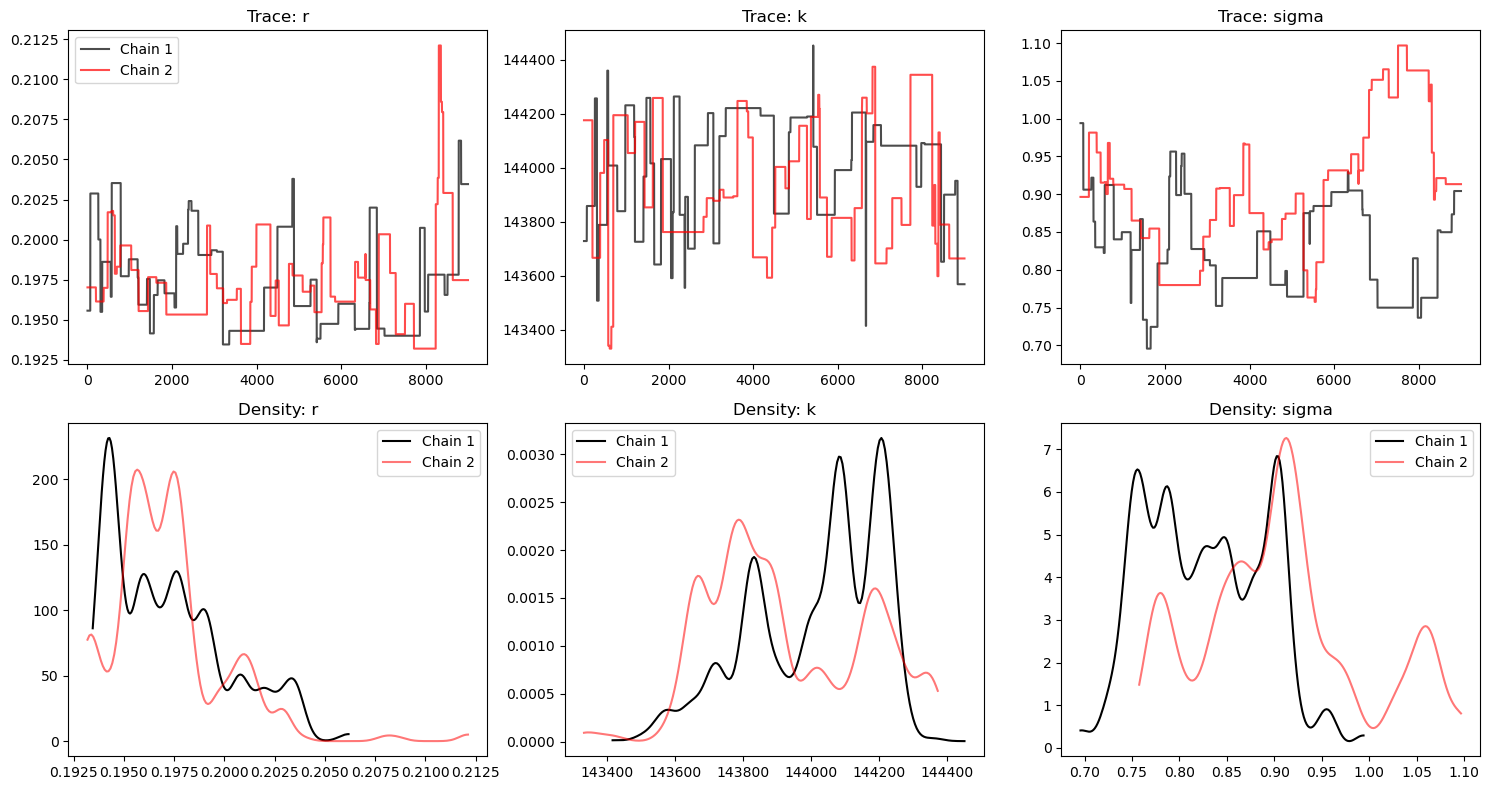 Trace: r
Trace: k
Trace: sigma
0.2125
0.2100
0.2075
0.2050
0.2025
0.2000
0.1975
0.1950
0.1925
Chain 1
Chain 2
0 2000 4000 6000 8000
144400
144200
144000
143800
143600
143400
0 2000 4000 6000 8000
1.10
1.05
1.00
0.95
0.90
0.85
0.80
0.75
0.70
0 2000 4000 6000 8000
Density: r
Density: k
Density: sigma
200
150
100
50
0
Chain 1
Chain 2
0.1925 0.1950 0.1975 0.2000 0.2025 0.2050 0.2075 0.2100 0.2125
0.0030
0.0025
0.0020
0.0015
0.0010
0.0005
0.0000
Chain 1
Chain 2
143400 143600 143800 144000 144200 144400
7
6
5
4
3
2
1
0
Chain 1
Chain 2
0.70 0.75 0.80 0.85 0.90 0.95 1.00 1.05 1.10